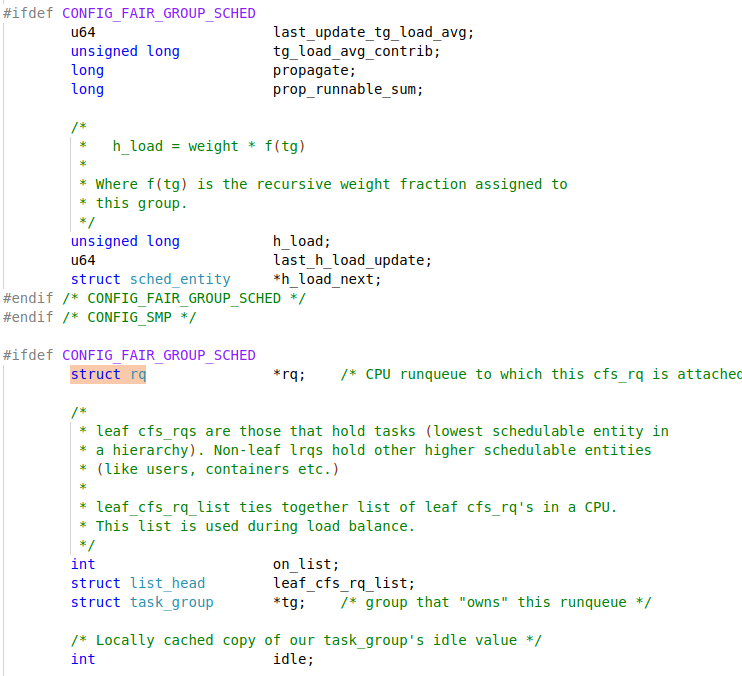 #ifdef CONFIG_FAIR_GROUP_SCHED
u64 last_update_tg_load_avg;
unsigned long tg_load_avg_contrib;
long propagate;
long prop_runnable_sum;
/*
* h_load = weight * f(tg)
*
* Where f(tg) is the recursive weight fraction assigned to
* this group.
*/
unsigned long h_load;
u64 last_h_load_update;
struct sched_entity *h_load_next;
#endif /* CONFIG_FAIR_GROUP_SCHED */
#endif /* CONFIG_SMP */
#ifdef CONFIG_FAIR_GROUP_SCHED
struct rq *rq; /* CPU runqueue to which this cfs_rq is attached
/*
* leaf cfs_rqs are those that hold tasks (lowest schedulable entity in
* a hierarchy). Non-leaf lrqs hold other higher schedulable entities
* (like users, containers etc.)
*
* leaf_cfs_rq_list ties together list of leaf cfs_rq's in a CPU.
* This list is used during load balance.
*/
int on_list;
struct list_head leaf_cfs_rq_list;
struct task_group *tg; /* group that "owns" this runqueue */
/* Locally cached copy of our task_group's idle value */
int idle;